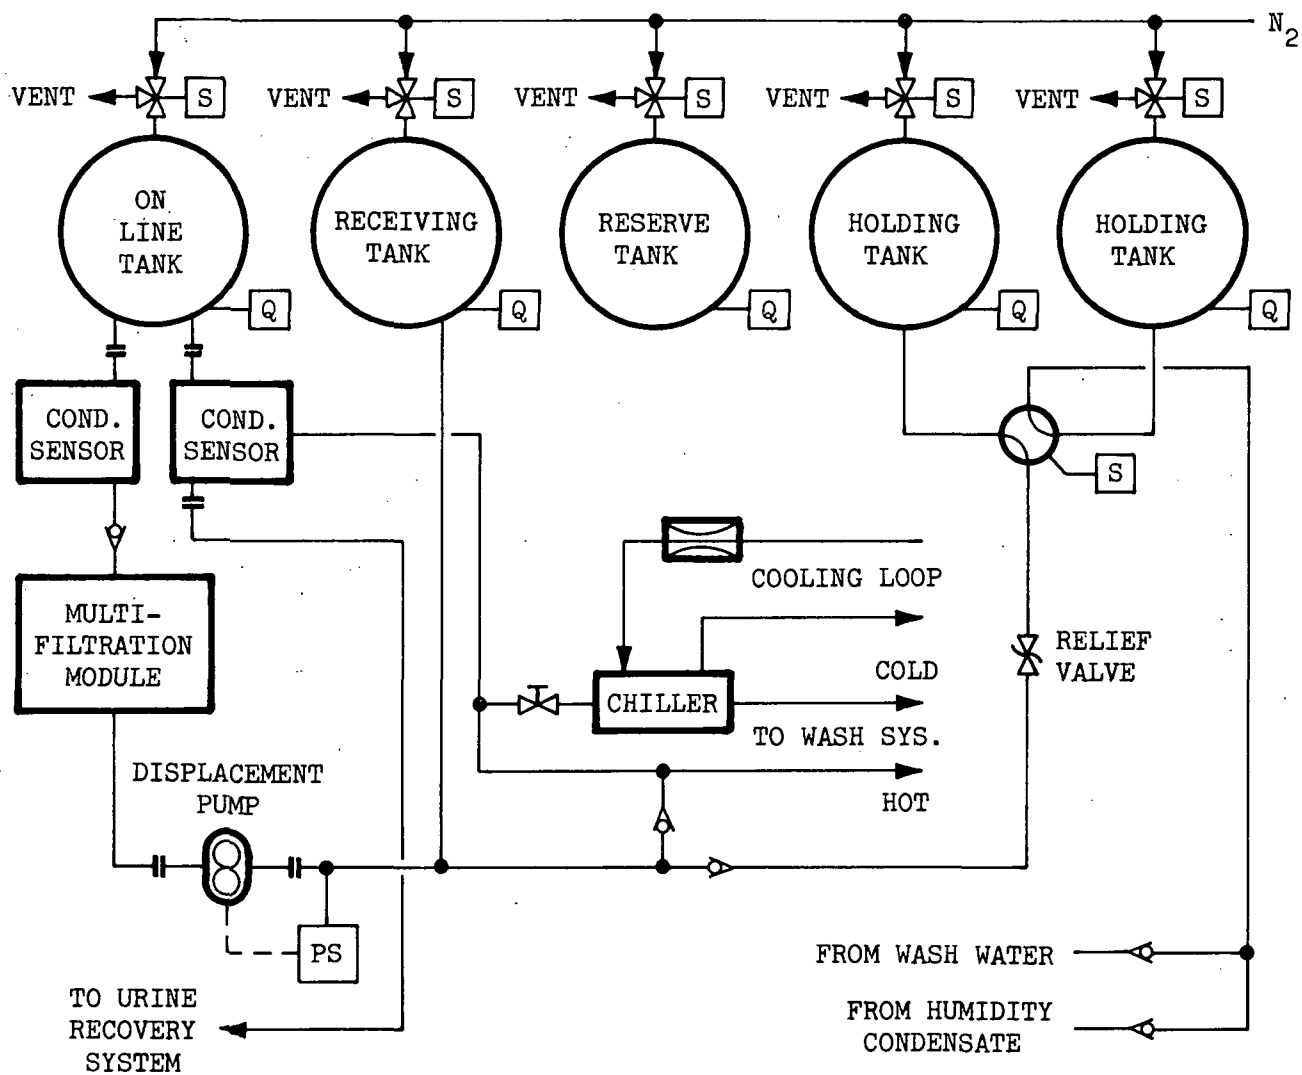 N2
VENT S
VENT S
VENT S
VENT S
VENT S
ON
LINE
TANK
RECEIVING
TANK
RESERVE
TANK
HOLDING
TANK
HOLDING
TANK
Q
Q
Q
Q
Q
COND.
SENSOR
COND.
SENSOR
S
COOLING LOOP
MULTI-
FILTRATION
MODULE
RELIEF
VALVE
COLD
CHILLER
TO WASH SYS.
HOT
DISPLACEMENT
PUMP
PS
FROM WASH WATER
TO URINE
RECOVERY
SYSTEM
FROM HUMIDITY
CONDENSATE